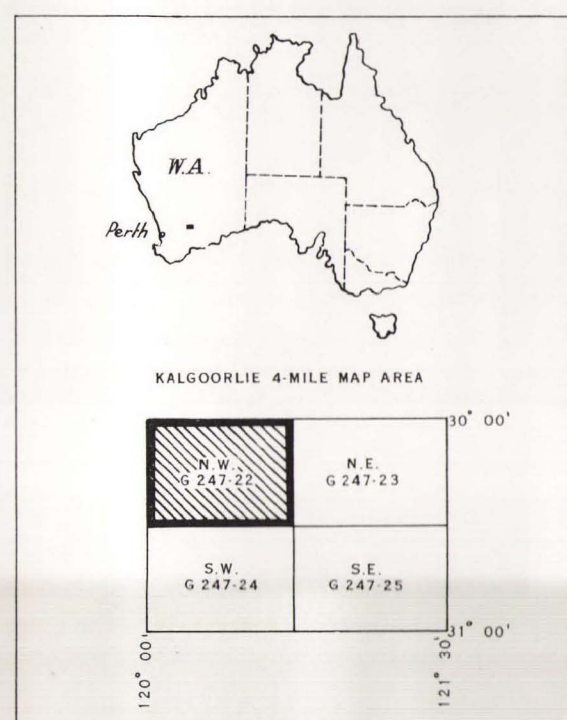 W.A.
Perth
KALGOORLIE 4-MILE MAP AREA
30° 00'
N.W.
G 247-22
N.E.
G 247-23
S.W.
G 247-24
S.E.
G 247-25
31° 00'
120° 00'
121° 30'